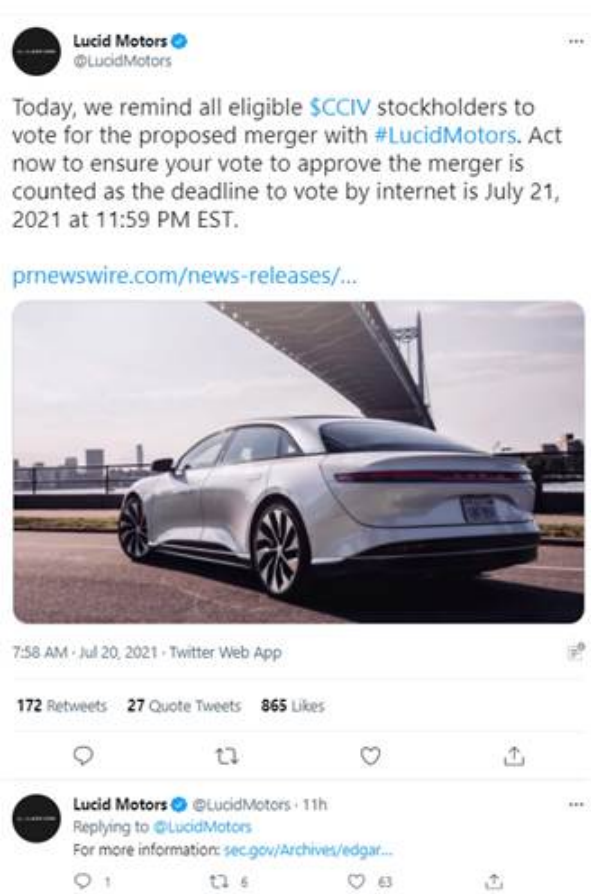 Lucid Motors
@LucidMotors
Today, we remind all eligible $CCIV stockholders to
vote for the proposed merger with #LucidMotors. Act
now to ensure your vote to approve the merger is
counted as the deadline to vote by internet is July 21,
2021 at 11:59 PM EST.
prnewswire.com/news-releases/...
7:58 AM · Jul 20, 2021 · Twitter Web App
172 Retweets 27 Quote Tweets 865 Likes
Lucid Motors @LucidMotors · 11h
Replying to @LucidMotors
For more information: sec.gov/Archives/edgar...
1 6 63